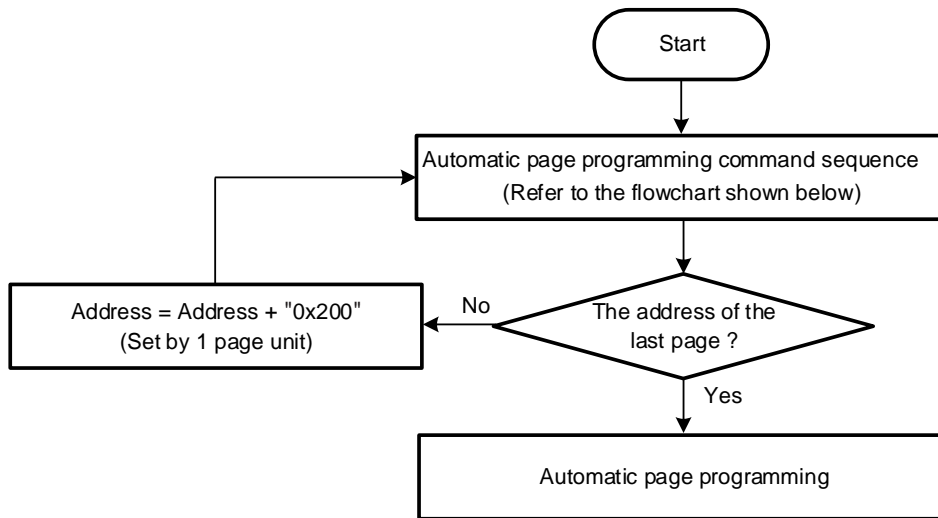 Start
Automatic page programming command sequence
(Refer to the flowchart shown below)
Address = Address + "0x200"
(Set by 1 page unit)
No
The address of the
last page ?
Yes
Automatic page programming